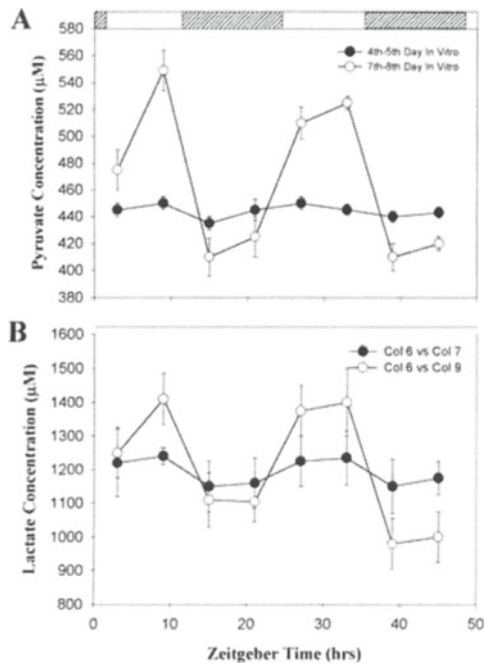 A
580
560
540
520
500
480
460
440
420
400
380
Pyruvate Concentration (µM)
4th-5th Day In Vitro
7th-8th Day In Vitro
B
1600
1500
1400
1300
1200
1100
1000
900
800
Lactate Concentration (µM)
Col 6 vs Col 7
Col 6 vs Col 9
0 10 20 30 40 50
Zeitgeber Time (hrs)